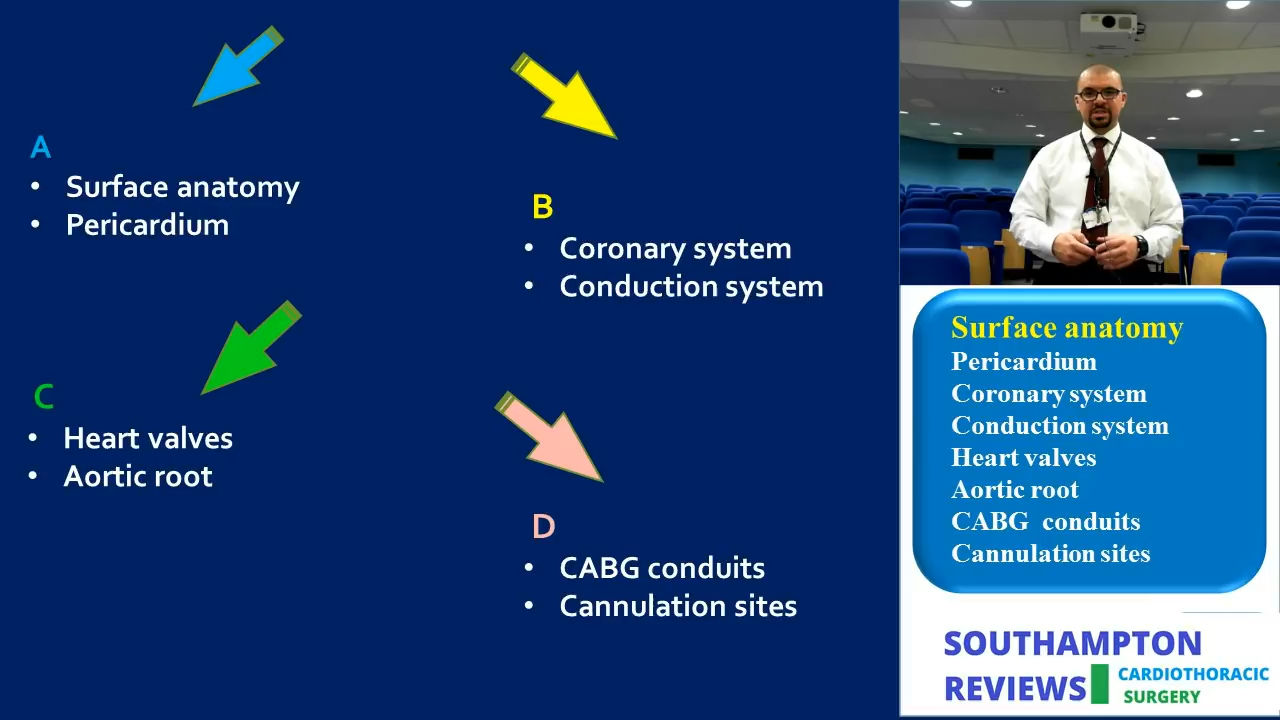 A
• Surface anatomy
• Pericardium
B
• Coronary system
• Conduction system
C
• Heart valves
• Aortic root
D
• CABG conduits
• Cannulation sites
Surface anatomy
Pericardium
Coronary system
Conduction system
Heart valves
Aortic root
CABG conduits
Cannulation sites
SOUTHAMPTON
REVIEWS
CARDIOTHORACIC
SURGERY